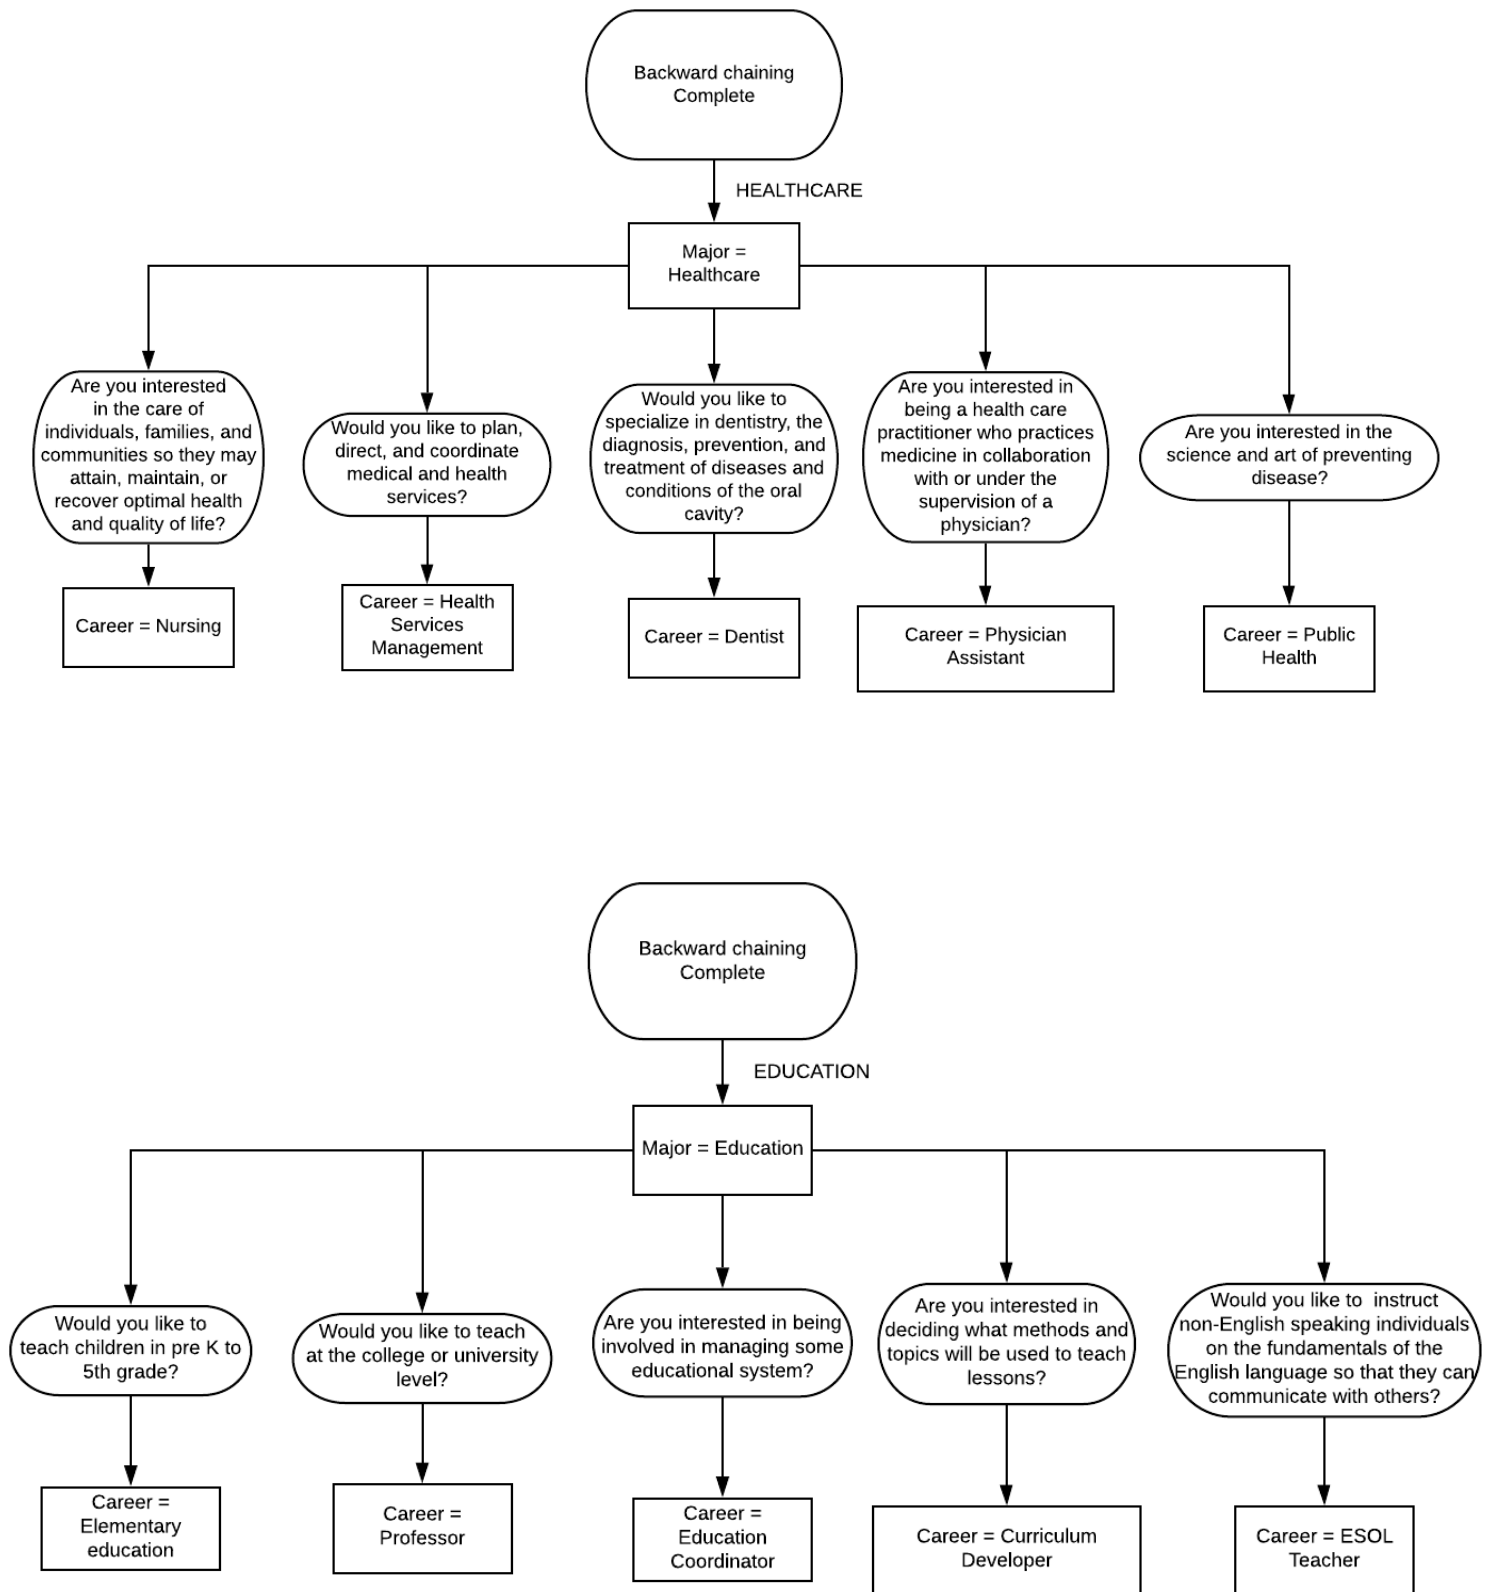 Backward chaining
Complete
HEALTHCARE
Major =
Healthcare
Are you interested
in the care of
individuals, families, and
communities so they may
attain, maintain, or
recover optimal health
and quality of life?
Would you like to plan,
direct, and coordinate
medical and health
services?
Would you like to
specialize in dentistry, the
diagnosis, prevention, and
treatment of diseases and
conditions of the oral
cavity?
Are you interested in
being a health care
practitioner who practices
medicine in collaboration
with or under the
supervision of a
physician?
Are you interested in the
science and art of preventing
disease?
Career = Nursing
Career = Health
Services
Management
Career = Dentist
Career = Physician
Assistant
Career = Public
Health
Backward chaining
Complete
EDUCATION
Major = Education
Would you like to
teach children in pre K to
5th grade?
Would you like to teach
at the college or university
level?
Are you interested in being
involved in managing some
educational system?
Are you interested in
deciding what methods and
topics will be used to teach
lessons?
Would you like to  instruct
non-English speaking individuals
on the fundamentals of the
English language so that they can
communicate with others?
Career =
Elementary
education
Career =
Professor
Career =
Education
Coordinator
Career = Curriculum
Developer
Career = ESOL
Teacher